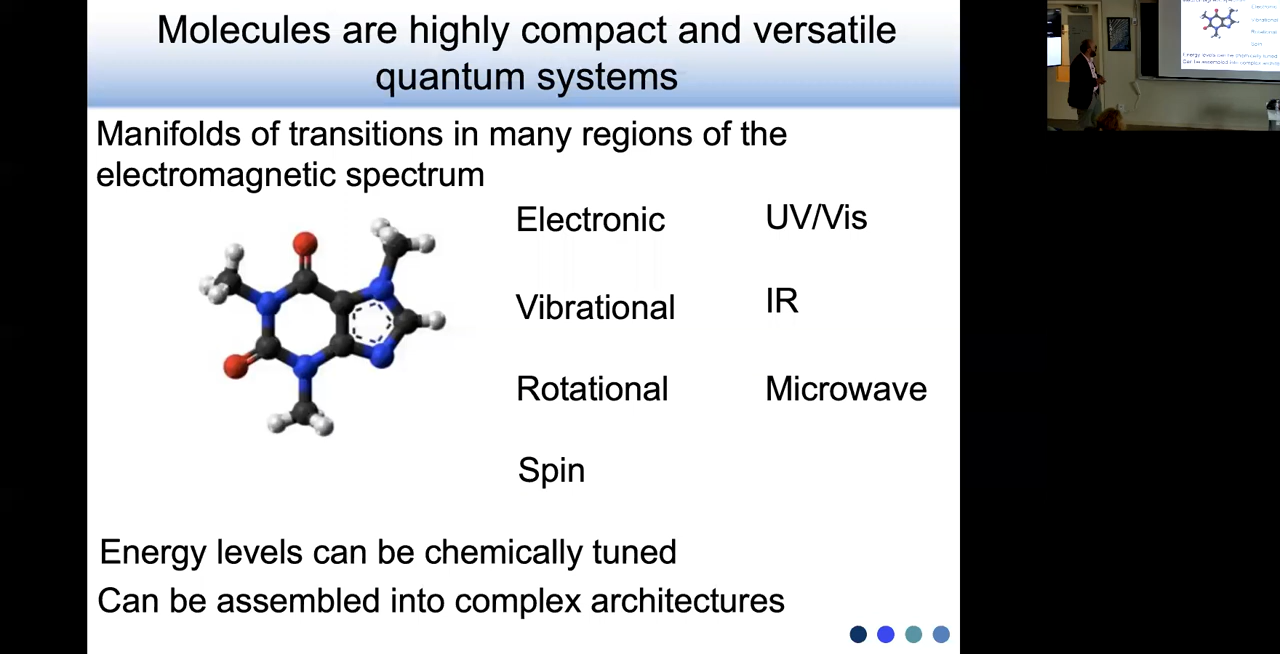 Molecules are highly compact and versatile
quantum systems
Manifolds of transitions in many regions of the
electromagnetic spectrum
Electronic UV/Vis
Vibrational IR
Rotational Microwave
Spin
Energy levels can be chemically tuned
Can be assembled into complex architectures